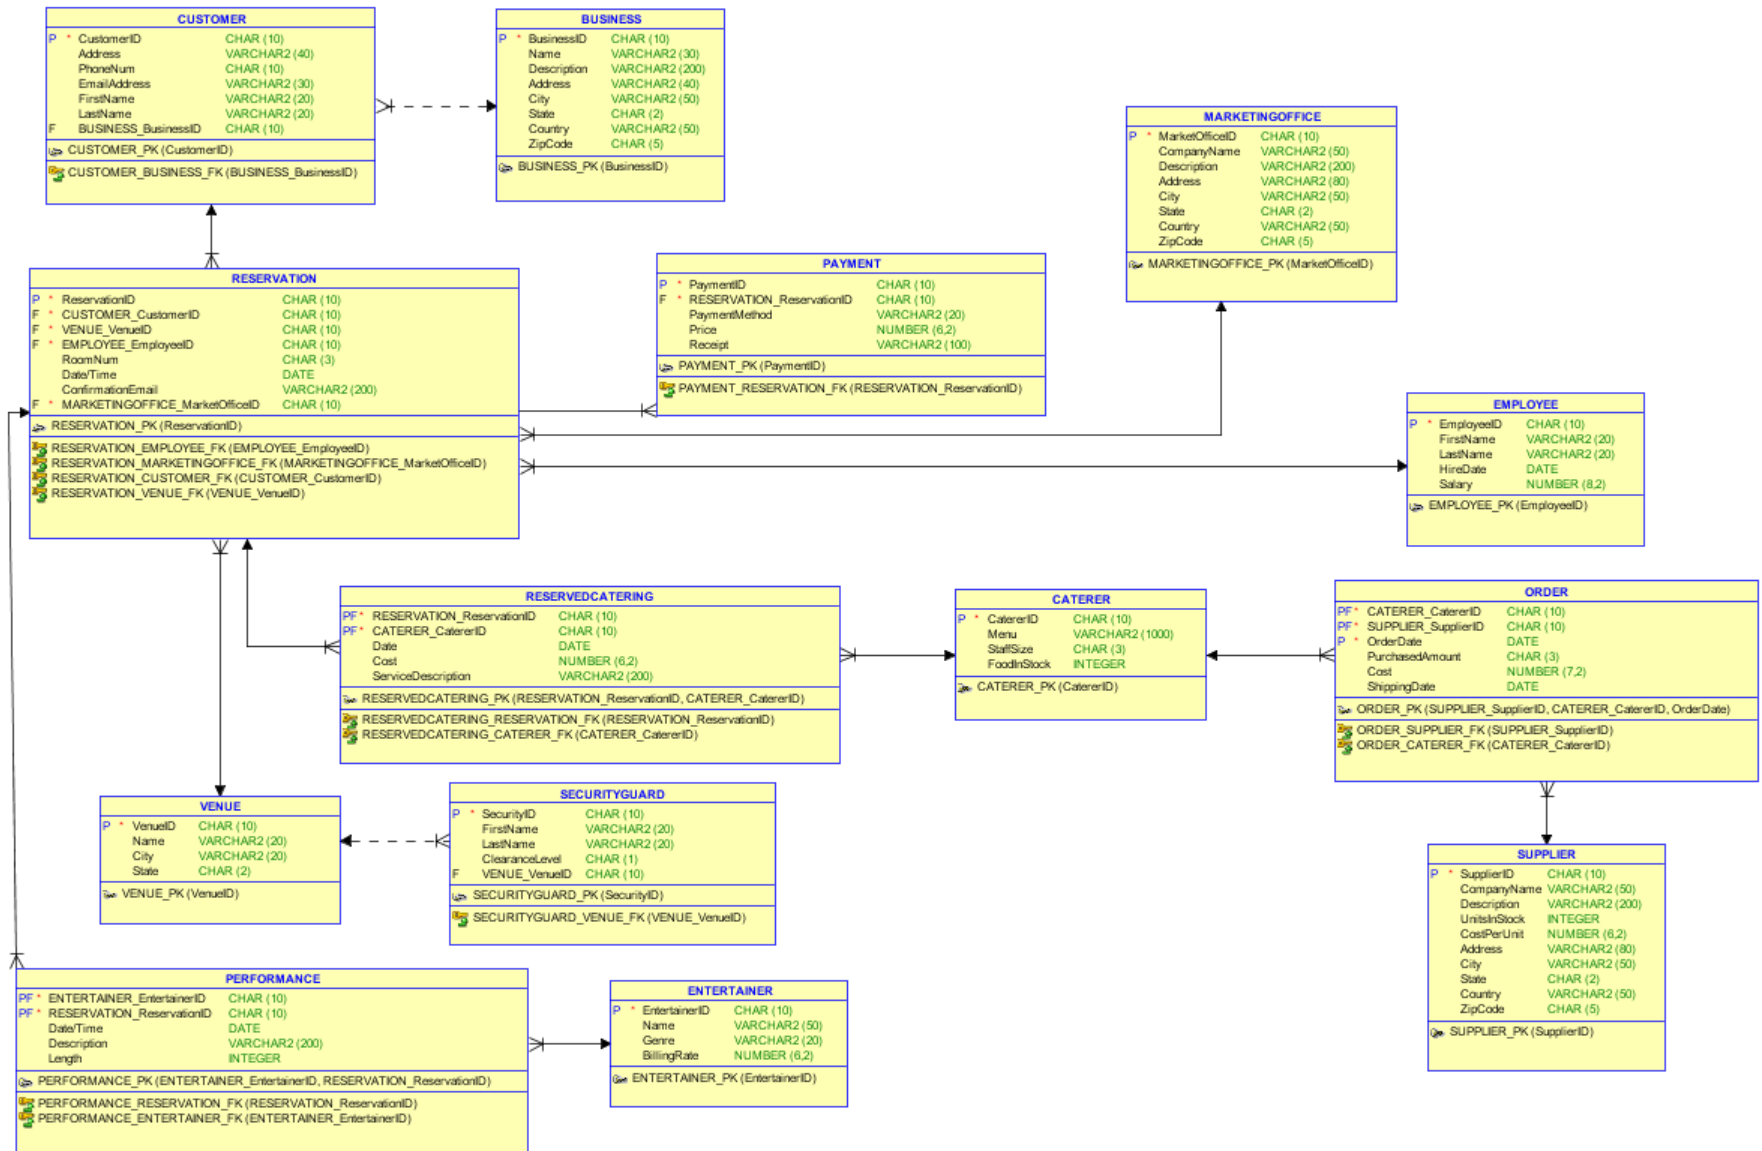 CUSTOMER
P * CustomerID CHAR (10)
Address VARCHAR2 (40)
PhoneNum CHAR (10)
EmailAddress VARCHAR2 (30)
FirstName VARCHAR2 (20)
LastName VARCHAR2 (20)
F BUSINESS_BusinessID CHAR (10)
CUSTOMER_PK (CustomerID)
CUSTOMER_BUSINESS_FK (BUSINESS_BusinessID)
BUSINESS
P * BusinessID CHAR (10)
Name VARCHAR2 (30)
Description VARCHAR2 (200)
Address VARCHAR2 (40)
City VARCHAR2 (50)
State CHAR (2)
Country VARCHAR2 (50)
ZipCode CHAR (5)
BUSINESS_PK (BusinessID)
MARKETINGOFFICE
P * MarketOfficeID CHAR (10)
CompanyName VARCHAR2 (50)
Description VARCHAR2 (200)
Address VARCHAR2 (80)
City VARCHAR2 (50)
State CHAR (2)
Country VARCHAR2 (50)
ZipCode CHAR (5)
MARKETINGOFFICE_PK (MarketOfficeID)
RESERVATION
P * ReservationID CHAR (10)
F * CUSTOMER_CustomerID CHAR (10)
F * VENUE_VenueID CHAR (10)
F * EMPLOYEE_EmployeeID CHAR (10)
RoomNum CHAR (3)
Date/Time DATE
ConfirmationEmail VARCHAR2 (200)
F * MARKETINGOFFICE_MarketOfficeID CHAR (10)
RESERVATION_PK (ReservationID)
RESERVATION_EMPLOYEE_FK (EMPLOYEE_EmployeeID)
RESERVATION_MARKETINGOFFICE_FK (MARKETINGOFFICE_MarketOfficeID)
RESERVATION_CUSTOMER_FK (CUSTOMER_CustomerID)
RESERVATION_VENUE_FK (VENUE_VenueID)
PAYMENT
P * PaymentID CHAR (10)
F * RESERVATION_ReservationID CHAR (10)
PaymentMethod VARCHAR2 (20)
Price NUMBER (6,2)
Receipt VARCHAR2 (100)
PAYMENT_PK (PaymentID)
PAYMENT_RESERVATION_FK (RESERVATION_ReservationID)
EMPLOYEE
P * EmployeeID CHAR (10)
FirstName VARCHAR2 (20)
LastName VARCHAR2 (20)
HireDate DATE
Salary NUMBER (8,2)
EMPLOYEE_PK (EmployeeID)
RESERVEDCATERING
PF * RESERVATION_ReservationID CHAR (10)
PF * CATERER_CatererID CHAR (10)
Date DATE
Cost NUMBER (6,2)
ServiceDescription VARCHAR2 (200)
RESERVEDCATERING_PK (RESERVATION_ReservationID, CATERER_CatererID)
RESERVEDCATERING_RESERVATION_FK (RESERVATION_ReservationID)
RESERVEDCATERING_CATERER_FK (CATERER_CatererID)
CATERER
P * CatererID CHAR (10)
Menu VARCHAR2 (1000)
StaffSize CHAR (3)
FoodInStock INTEGER
CATERER_PK (CatererID)
ORDER
PF * CATERER_CatererID CHAR (10)
PF * SUPPLIER_SupplierID CHAR (10)
P * OrderDate DATE
PurchasedAmount CHAR (3)
Cost NUMBER (7,2)
ShippingDate DATE
ORDER_PK (SUPPLIER_SupplierID, CATERER_CatererID, OrderDate)
ORDER_SUPPLIER_FK (SUPPLIER_SupplierID)
ORDER_CATERER_FK (CATERER_CatererID)
VENUE
P * VenueID CHAR (10)
Name VARCHAR2 (20)
City VARCHAR2 (20)
State CHAR (2)
VENUE_PK (VenueID)
SECURITYGUARD
P * SecurityID CHAR (10)
FirstName VARCHAR2 (20)
LastName VARCHAR2 (20)
ClearanceLevel CHAR (1)
F VENUE_VenueID CHAR (10)
SECURITYGUARD_PK (SecurityID)
SECURITYGUARD_VENUE_FK (VENUE_VenueID)
SUPPLIER
P * SupplierID CHAR (10)
CompanyName VARCHAR2 (50)
Description VARCHAR2 (200)
UnitsInStock INTEGER
CostPerUnit NUMBER (6,2)
Address VARCHAR2 (80)
City VARCHAR2 (50)
State CHAR (2)
Country VARCHAR2 (50)
ZipCode CHAR (5)
SUPPLIER_PK (SupplierID)
PERFORMANCE
PF * ENTERTAINER_EntertainerID CHAR (10)
PF * RESERVATION_ReservationID CHAR (10)
Date/Time DATE
Description VARCHAR2 (200)
Length INTEGER
PERFORMANCE_PK (ENTERTAINER_EntertainerID, RESERVATION_ReservationID)
PERFORMANCE_RESERVATION_FK (RESERVATION_ReservationID)
PERFORMANCE_ENTERTAINER_FK (ENTERTAINER_EntertainerID)
ENTERTAINER
P * EntertainerID CHAR (10)
Name VARCHAR2 (50)
Genre VARCHAR2 (20)
BillingRate NUMBER (6,2)
ENTERTAINER_PK (EntertainerID)